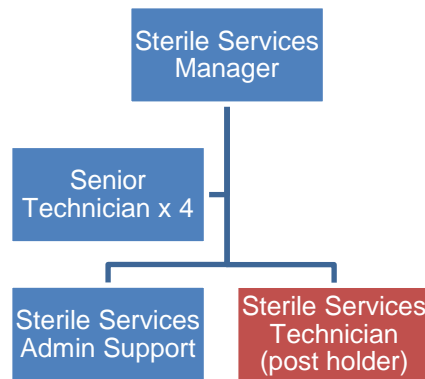 Sterile Services
Manager
Senior
Technician x 4
Sterile Services
Admin Support
Sterile Services
Technician
(post holder)